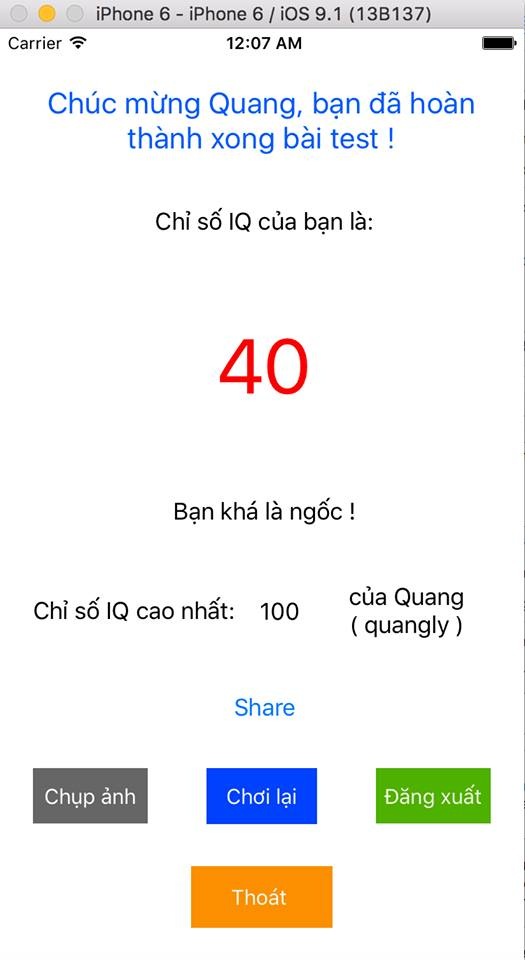 iPhone 6 - iPhone 6 / iOS 9.1 (13B137)
Carrier 12:07 AM
Chúc mừng Quang, bạn đã hoàn
thành xong bài test !
Chỉ số IQ của bạn là:
40
Bạn khá là ngốc !
Chỉ số IQ cao nhất: 100 của Quang
( quangly )
Share
Chụp ảnh Chơi lại Đăng xuất
Thoát